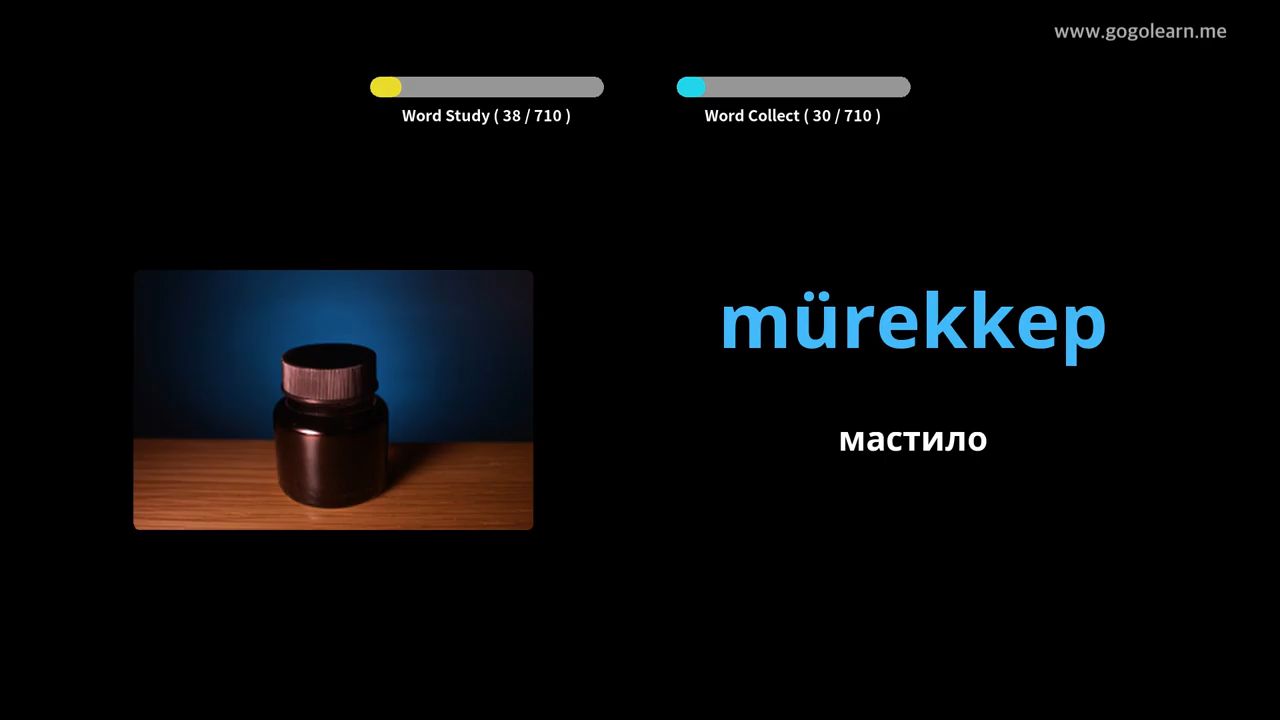 www.gogolearn.me
Word Study ( 38 / 710 )
Word Collect ( 30 / 710 )
mürekkep
мастило